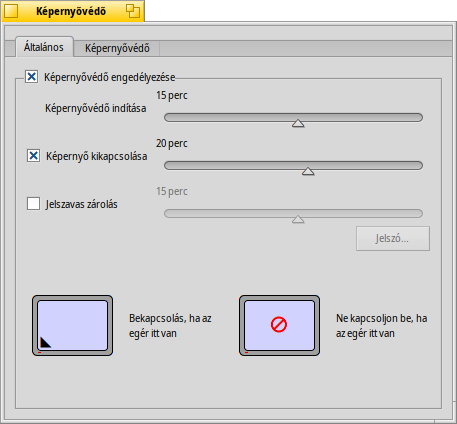 Képernyövédö
Általános
Képernyővédő
Képernyővédő engedélyezése
15 perc
Képernyővédő indítása
20 perc
Képernyő kikapcsolása
15 perc
Jelszavas zárolás
Jelszó...
Bekapcsolás, ha az
egér itt van
Ne kapcsoljon be, ha
az egér itt van